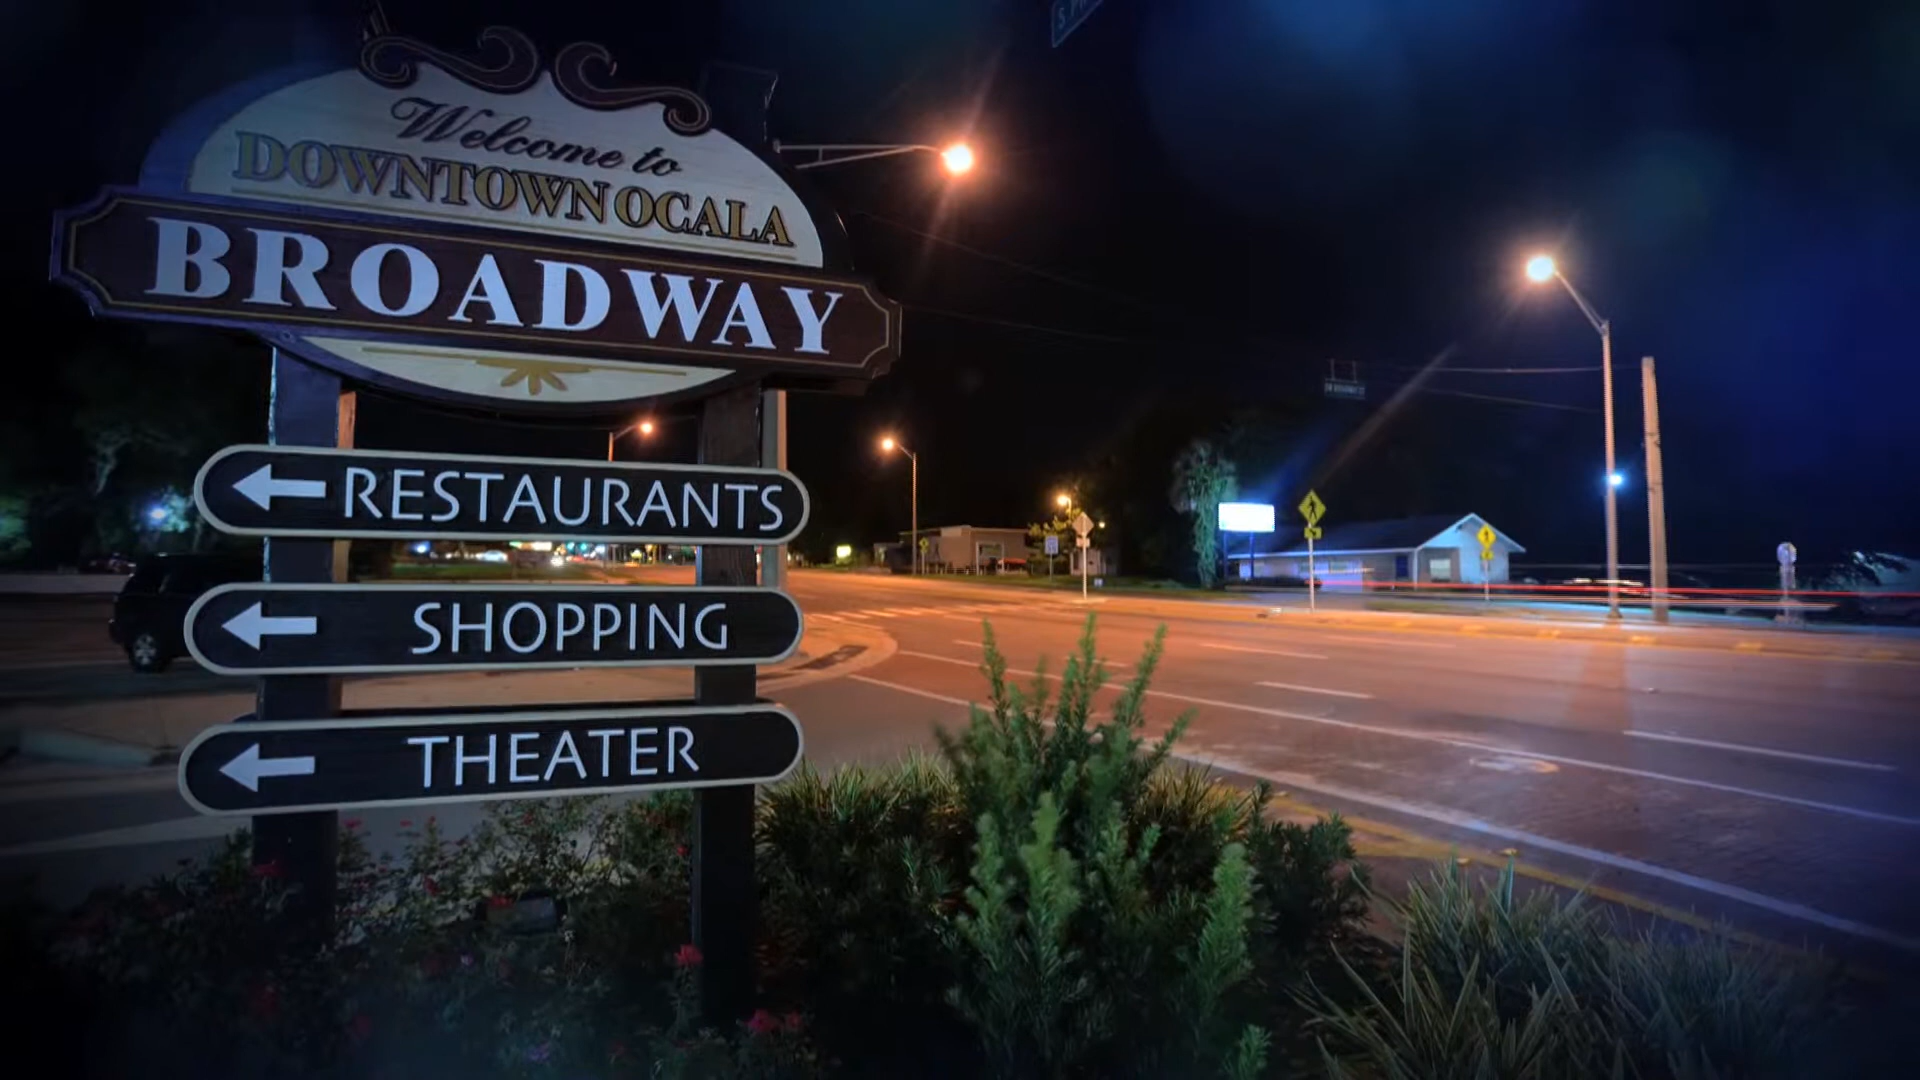 Welcome to
DOWNTOWN OCALA
BROADWAY
RESTAURANTS
SHOPPING
THEATER